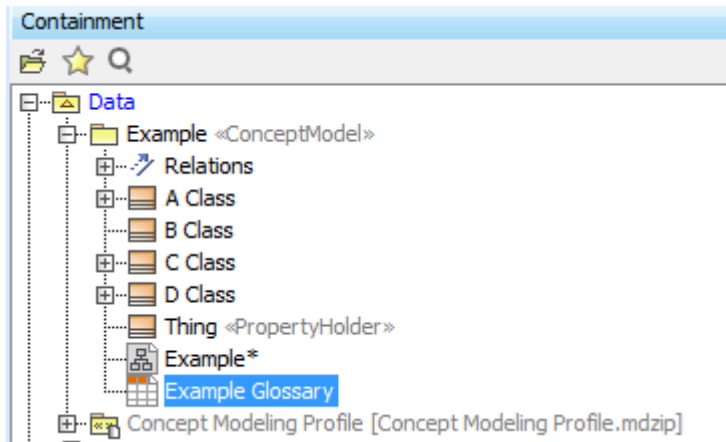 Containment
Data
Example «ConceptModel»
Relations
A Class
B Class
C Class
D Class
Thing «PropertyHolder»
Example*
Example Glossary
Concept Modeling Profile [Concept Modeling Profile.mdzip]